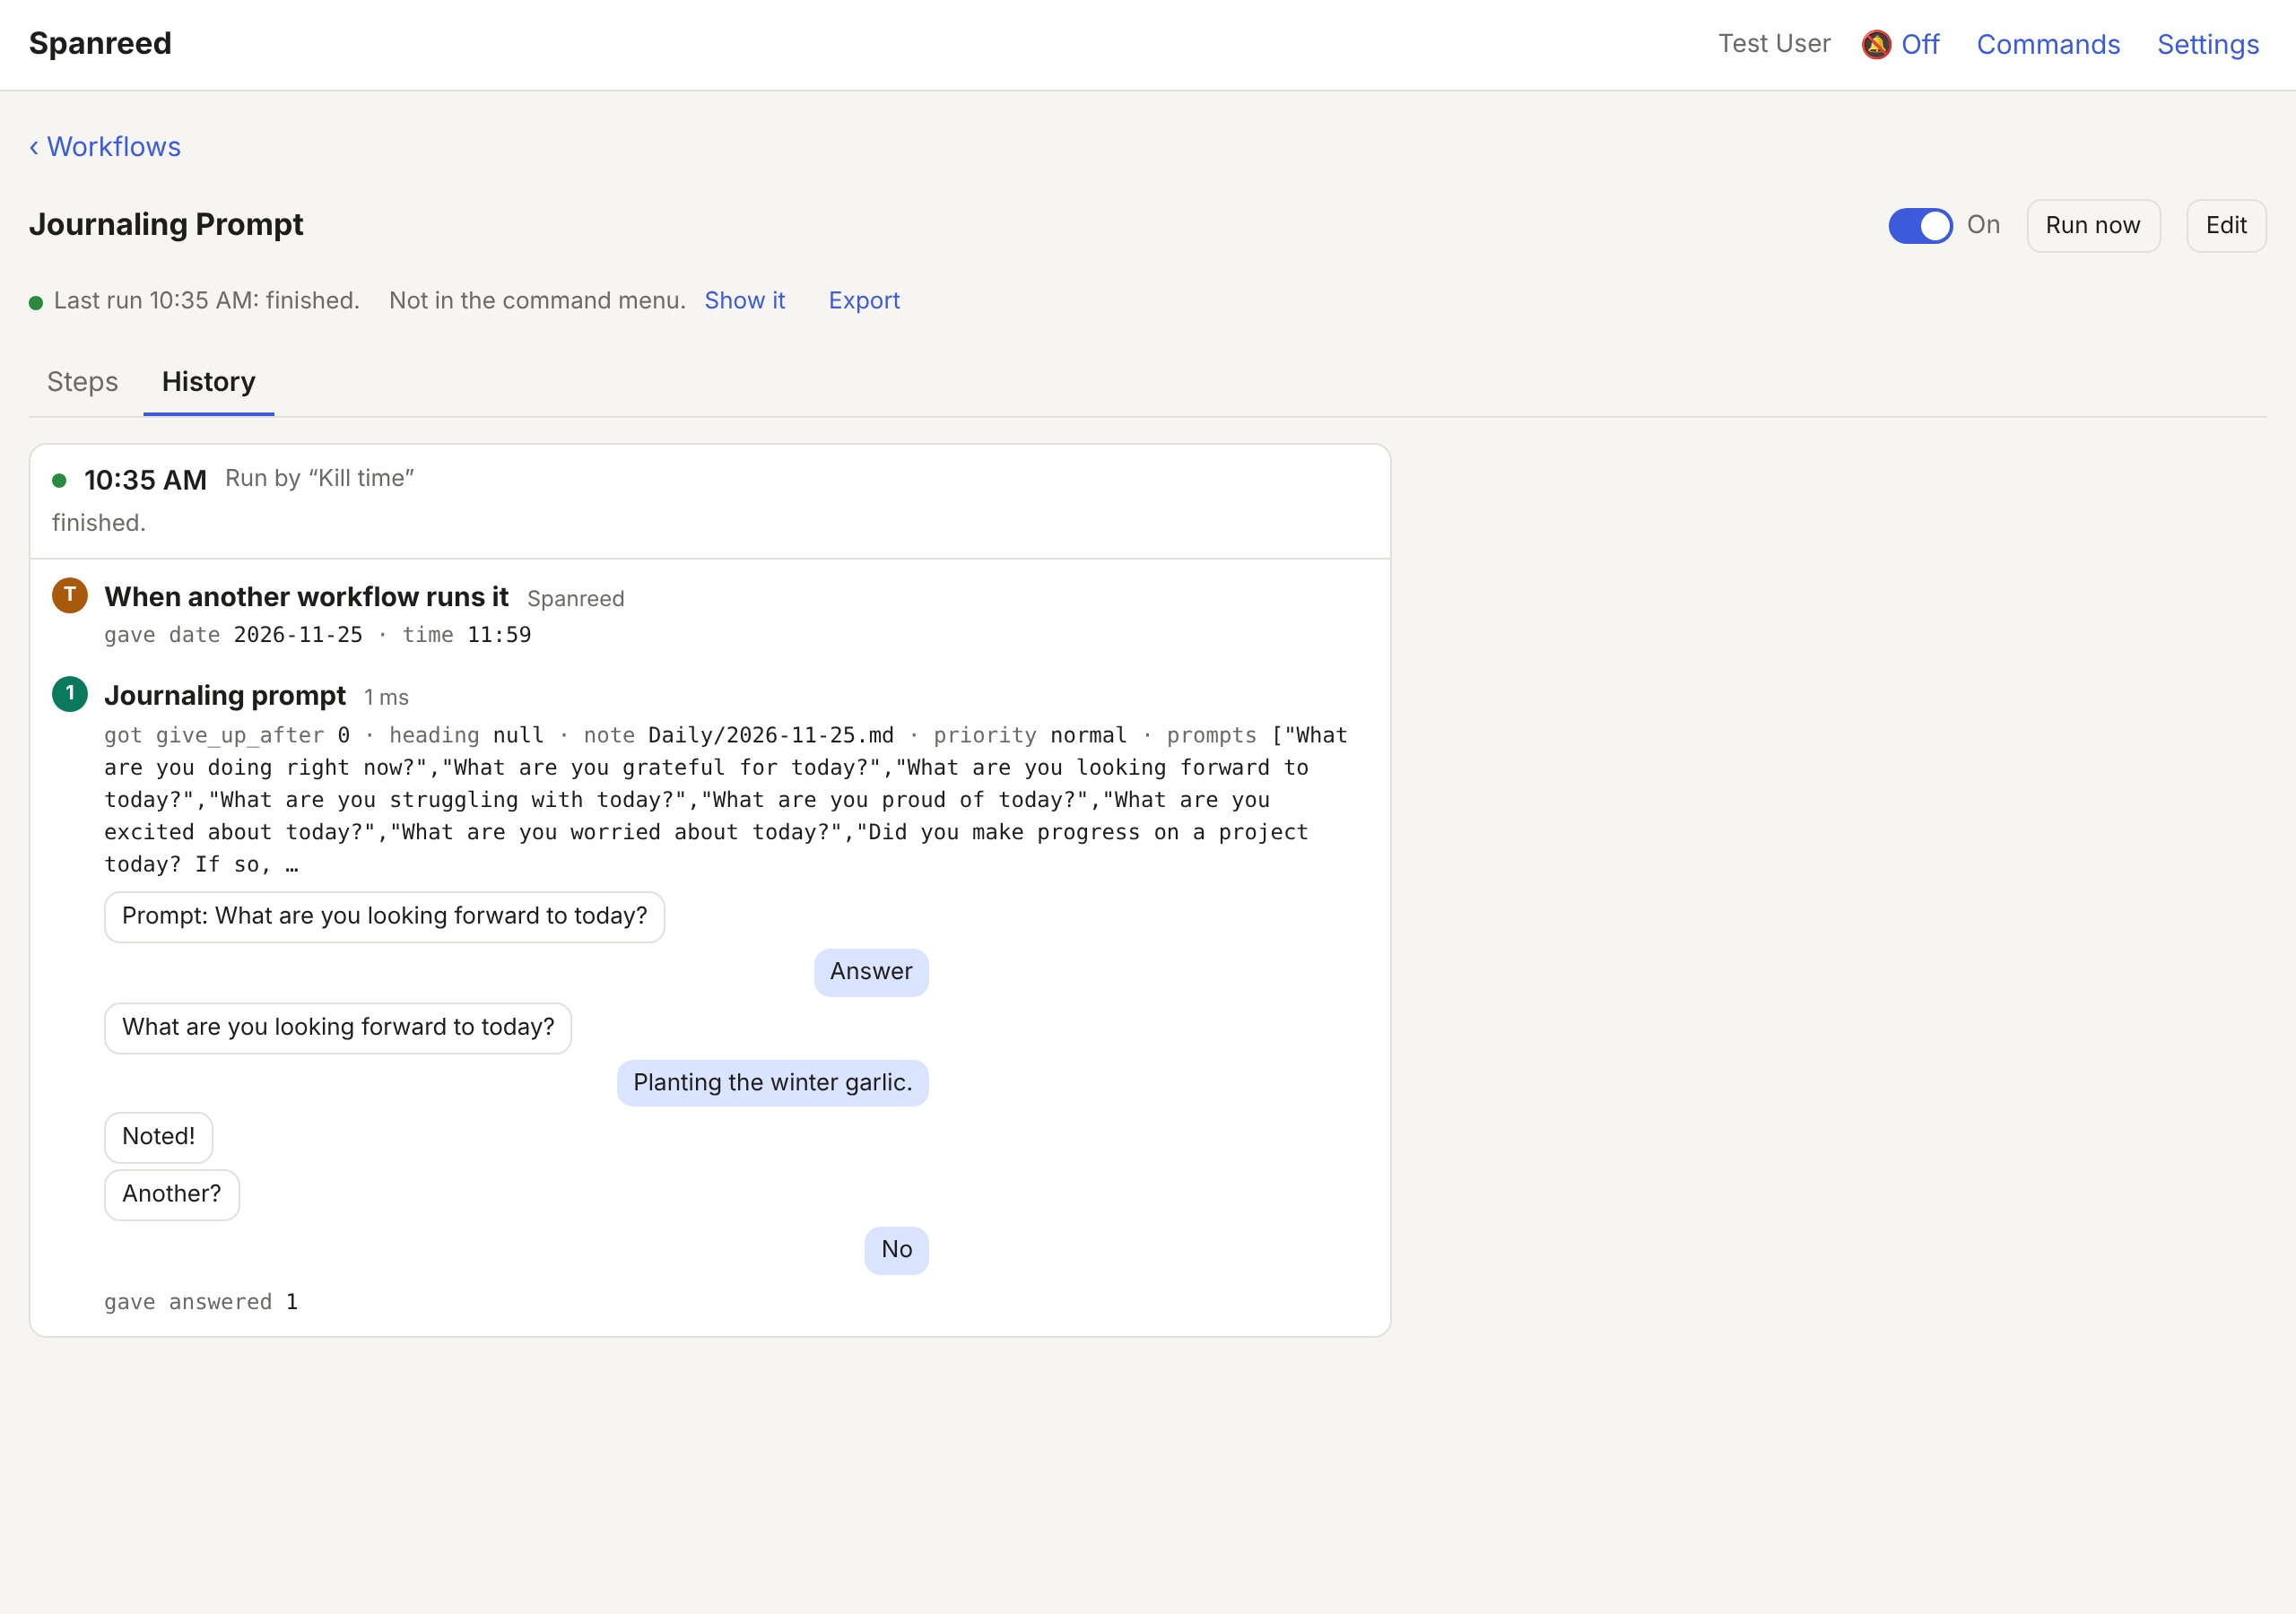 Spanreed
Test User
Off
Commands
Settings
‹ Workflows
Journaling Prompt
On
Run now
Edit
Last run 10:35 AM: finished.
Not in the command menu.
Show it
Export
Steps
History
10:35 AM Run by “Kill time”
finished.
T
When another workflow runs it Spanreed
gave date 2026-11-25 · time 11:59
1
Journaling prompt 1 ms
got give_up_after 0 · heading null · note Daily/2026-11-25.md · priority normal · prompts ["What
are you doing right now?","What are you grateful for today?","What are you looking forward to
today?","What are you struggling with today?","What are you proud of today?","What are you
excited about today?","What are you worried about today?","Did you make progress on a project
today? If so, …
Prompt: What are you looking forward to today?
Answer
What are you looking forward to today?
Planting the winter garlic.
Noted!
Another?
No
gave answered 1